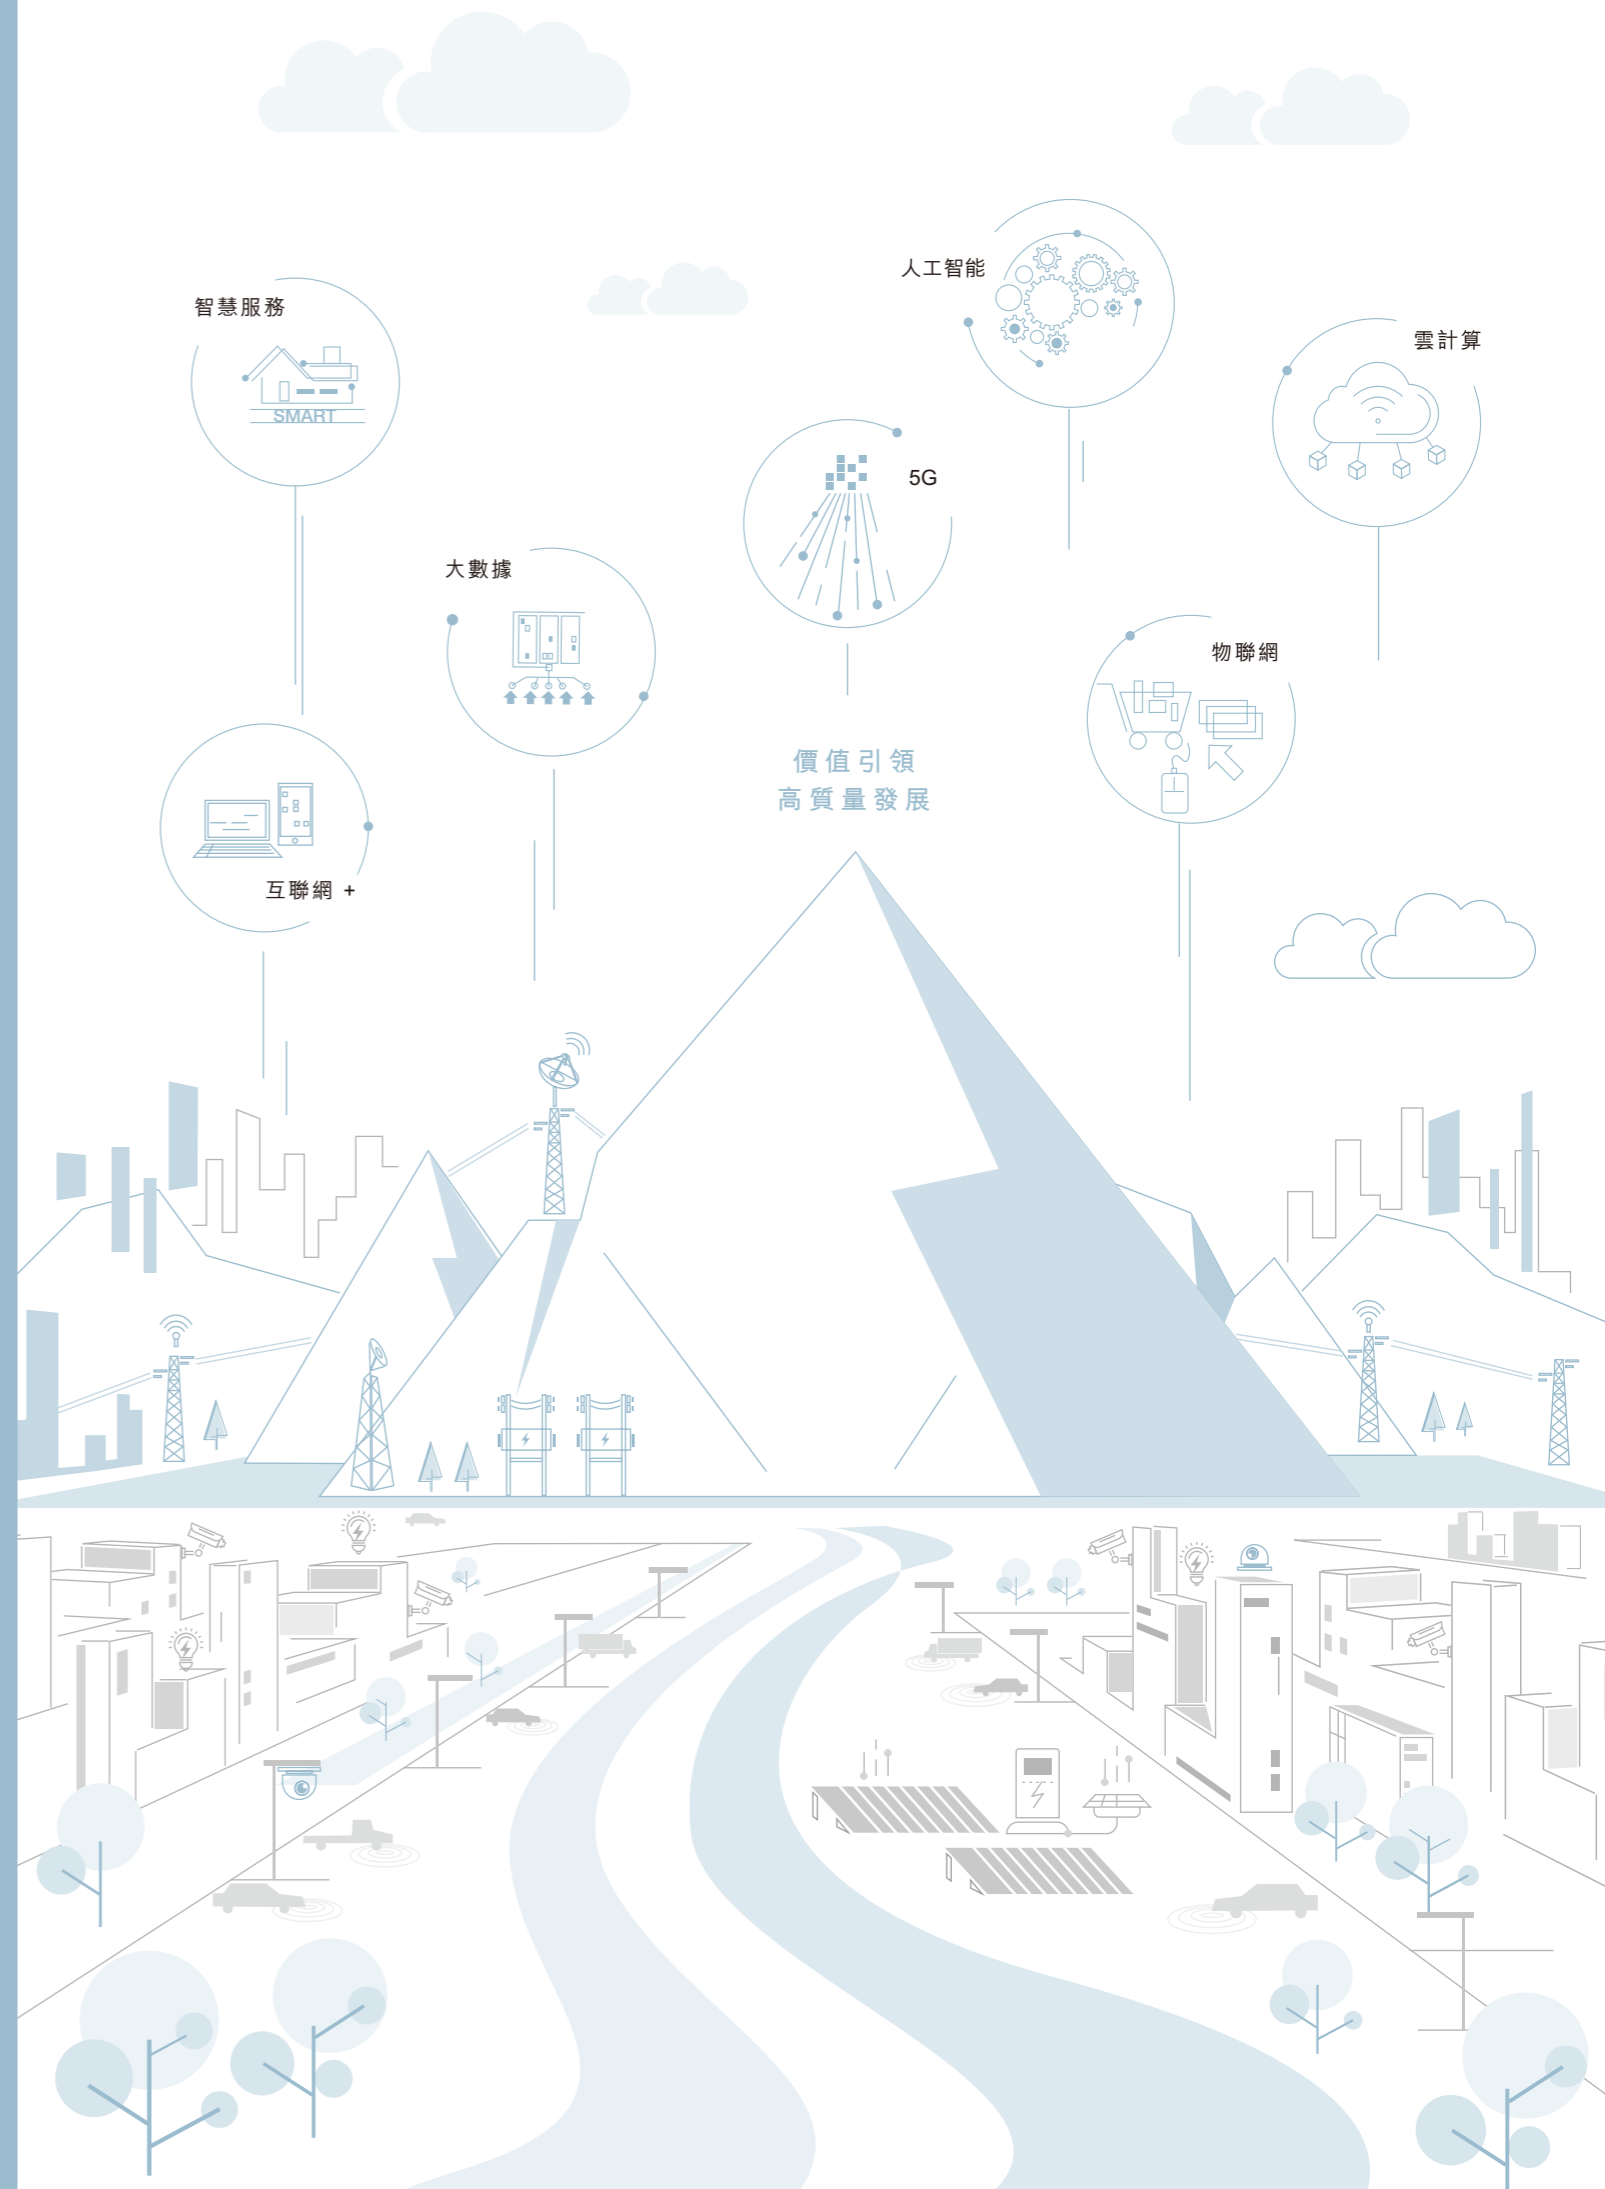 人工智能
智慧服務
雲計算
SMART
5G
大數據
物聯網
價值引領
高質量發展
互聯網 +